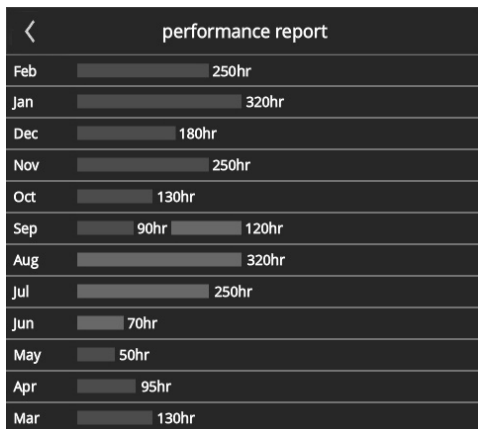 performance report
Feb 250hr
Jan 320hr
Dec 180hr
Nov 250hr
Oct 130hr
Sep 90hr 120hr
Aug 320hr
Jul 250hr
Jun 70hr
May 50hr
Apr 95hr
Mar 130hr